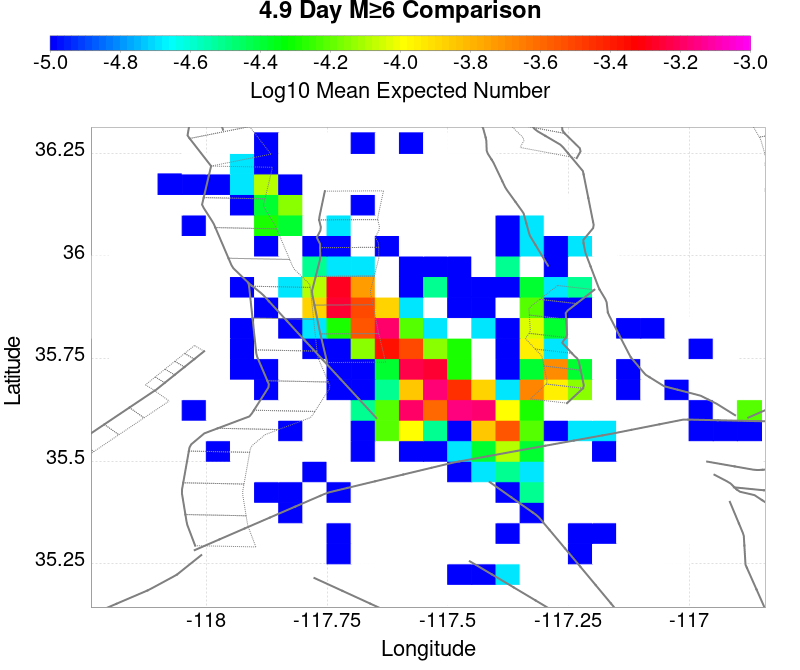 4.9 Day M≥6 Comparison
-5.0 -4.8 -4.6 -4.4 -4.2 -4.0 -3.8 -3.6 -3.4 -3.2 -3.0
Log10 Mean Expected Number
36.25
36
35.75
35.5
35.25
Latitude
-118 -117.75 -117.5 -117.25 -117
Longitude